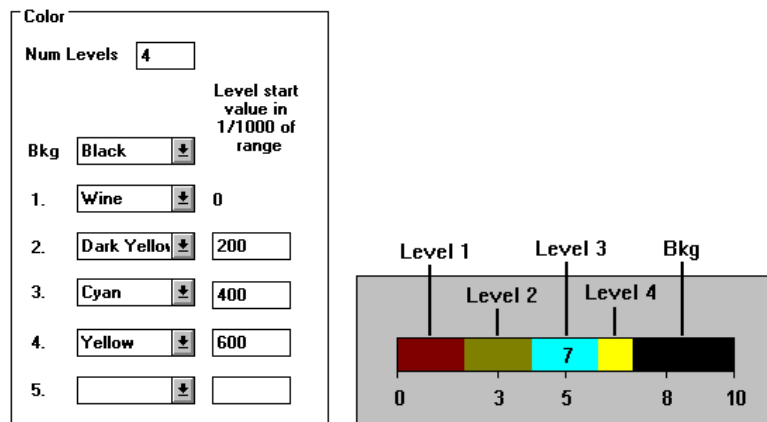 Color
Num Levels 4
Level start
value in
1/1000 of
range
Bkg Black
1. Wine 0
2. Dark Yellow 200
3. Cyan 400
4. Yellow 600
5.
Level 1 Level 3 Bkg
Level 2 Level 4
7
0 3 5 8 10